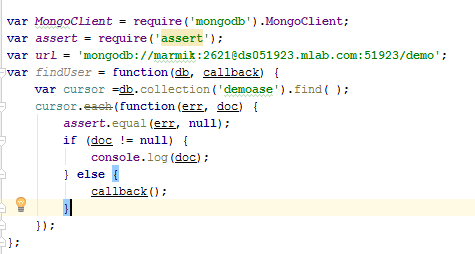 var MongoClient = require('mongodb').MongoClient;
var assert = require('assert');
var url = 'mongodb://marmik:2621@ds051923.mlab.com:51923/demo';
var findUser = function(db, callback) {
    var cursor =db.collection('demoase').find( );
    cursor.each(function(err, doc) {
        assert.equal(err, null);
        if (doc != null) {
            console.log(doc);
        } else {
            callback();
        }
    });
};